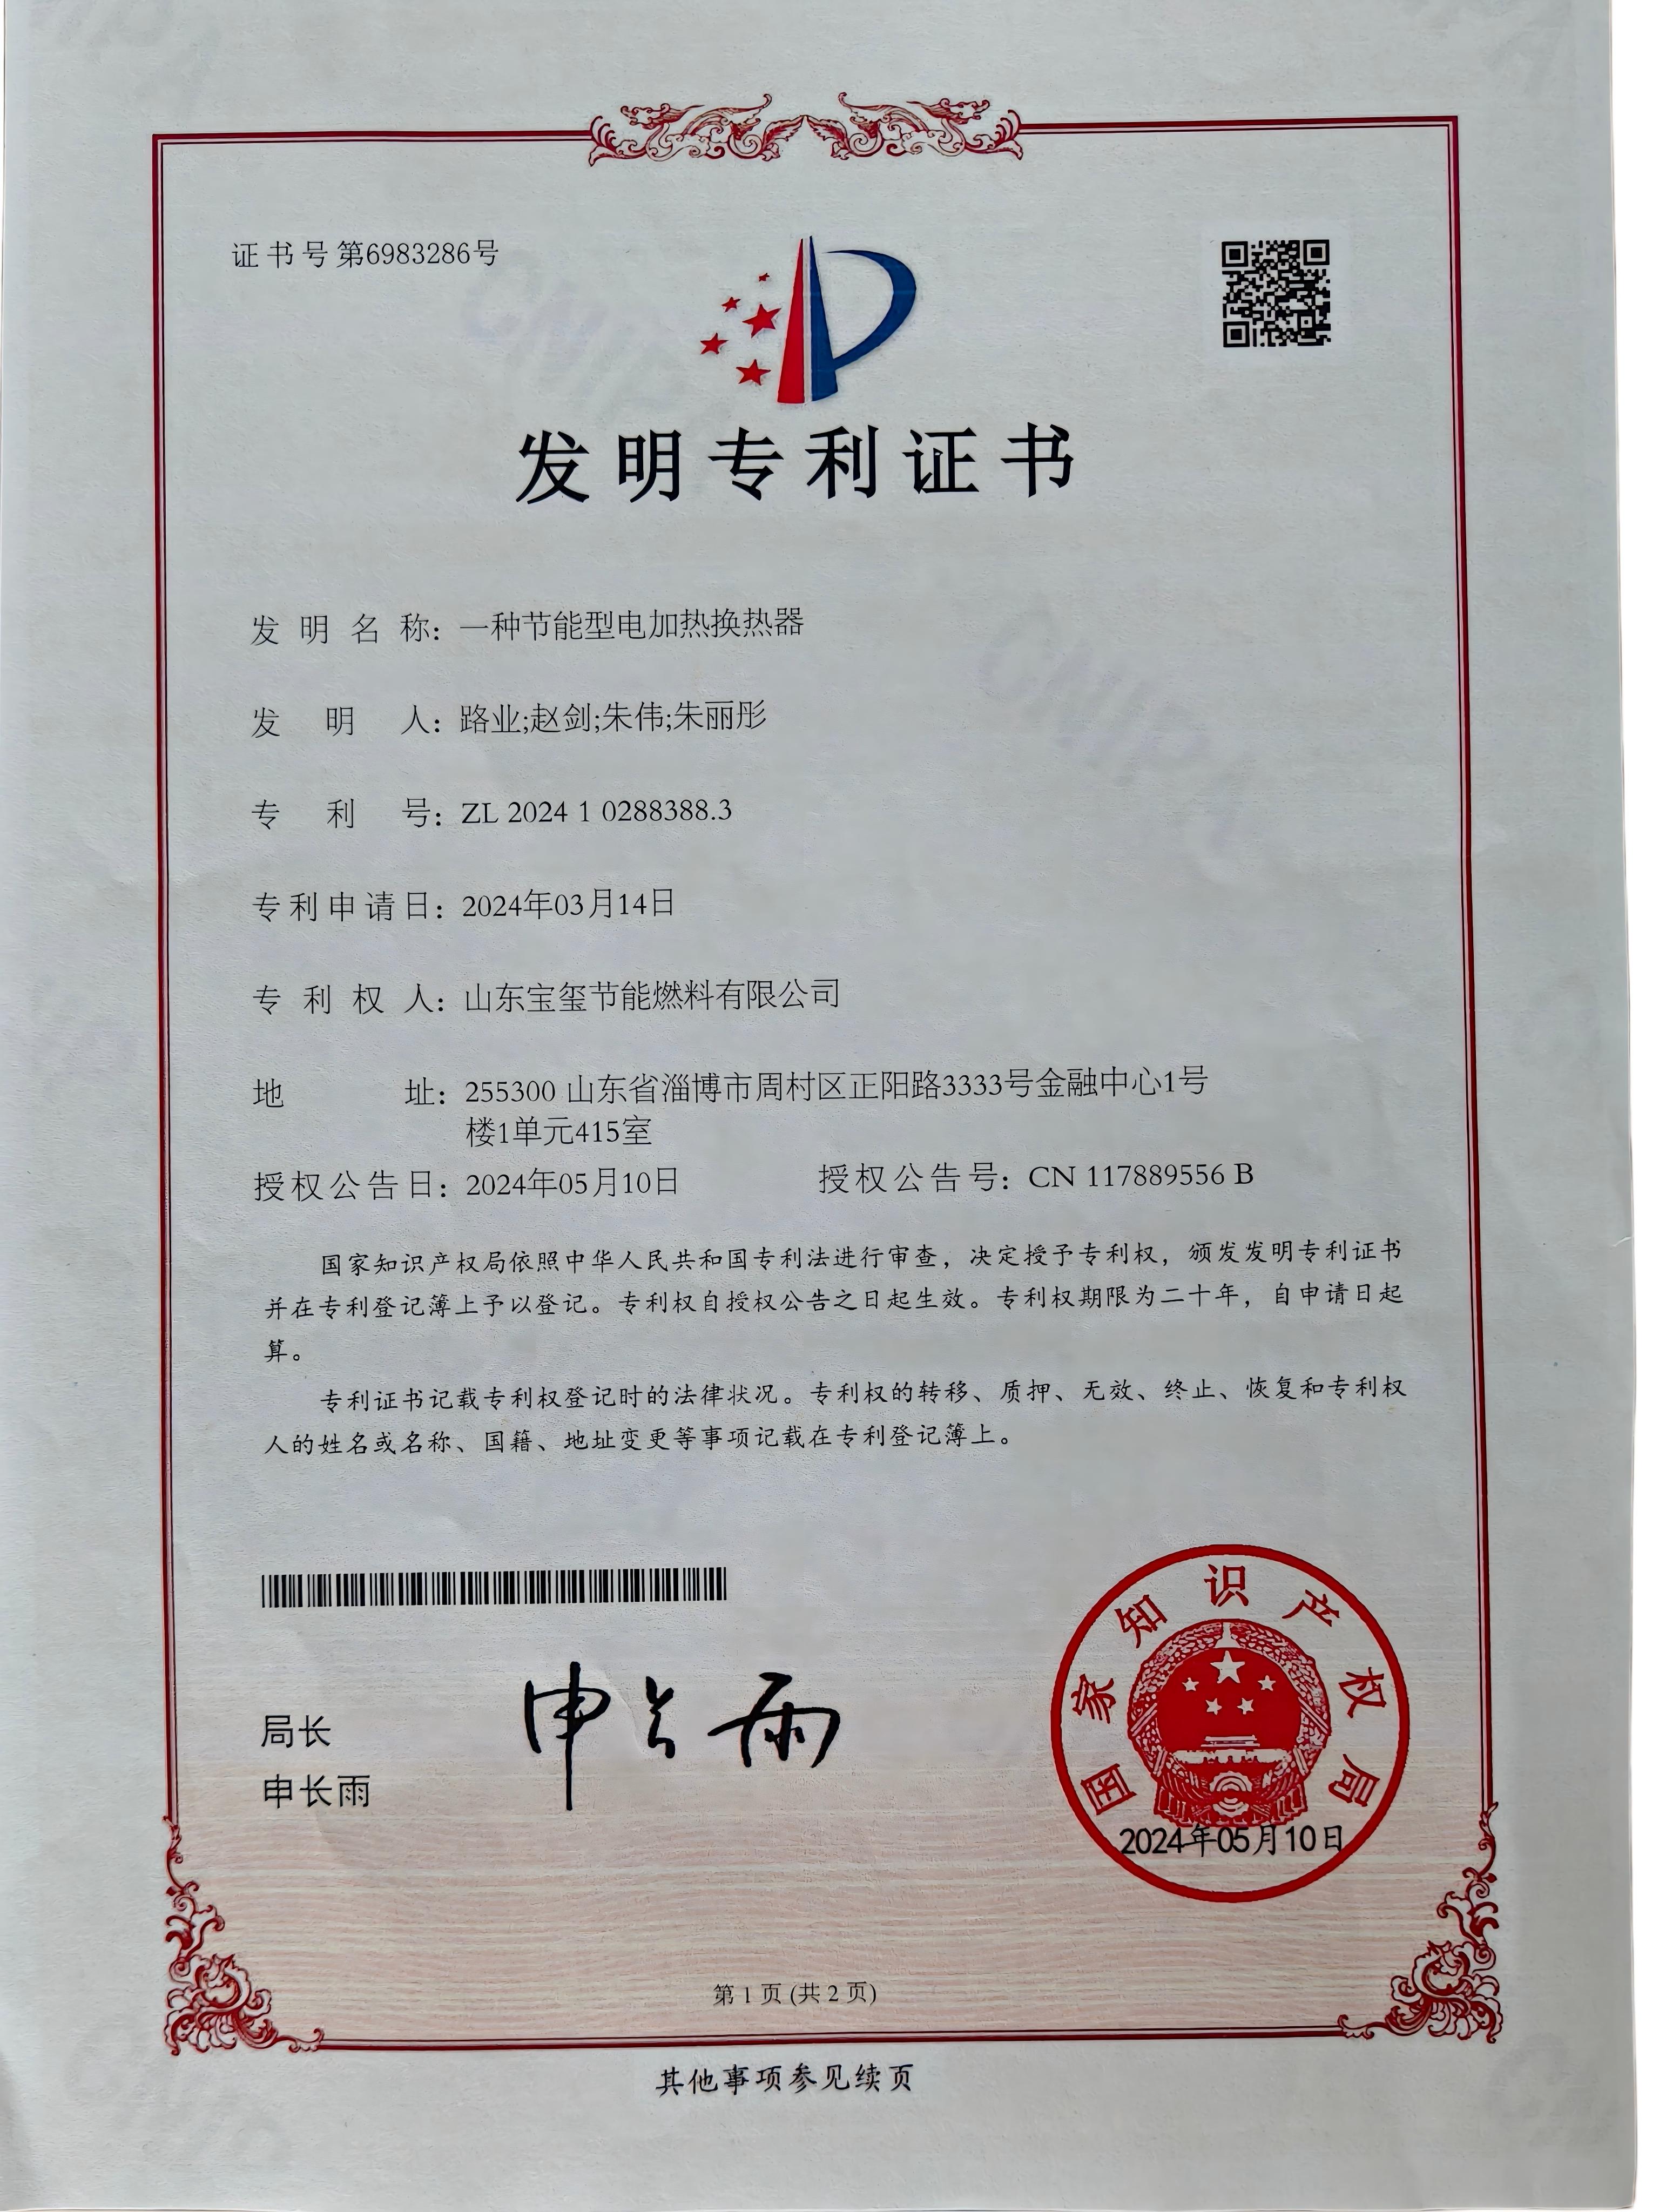 证书号第6983286号
发明专利证书
发明名称：一种节能型电加热换热器
发明人：路业;赵剑;朱伟;朱丽彤
专利号：ZL 2024 1 0288388.3
专利申请日：2024年03月14日
专利权人：山东宝玺节能燃料有限公司
地址：255300 山东省淄博市周村区正阳路3333号金融中心1号
楼1单元415室
授权公告日：2024年05月10日 授权公告号：CN 117889556 B
国家知识产权局依照中华人民共和国专利法进行审查，决定授予专利权，颁发发明专利证书
并在专利登记簿上予以登记。专利权自授权公告之日起生效。专利权期限为二十年，自申请日起
算。
专利证书记载专利权登记时的法律状况。专利权的转移、质押、无效、终止、恢复和专利权
人的姓名或名称、国籍、地址变更等事项记载在专利登记簿上。
局长
申长雨
申长雨
国家知识产权局
2024年05月10日
第 1 页 (共 2 页)
其他事项参见续页